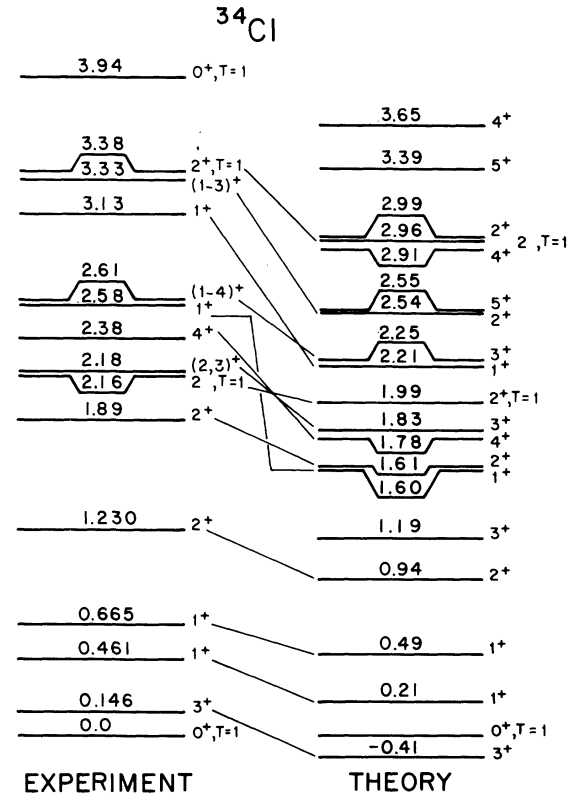 34Cl
3.94 0+,T=1
3.38 2+,T=1
3.33 (1-3)+
3.13 1+
2.61 (1-4)+
2.58 1+
2.38 4+
2.18 (2,3)+
2.16 2 ,T=1
1.89 2+
1.230 2+
0.665 1+
0.461 1+
0.146 3+
0.0 0+,T=1
EXPERIMENT
3.65 4+
3.39 5+
2.99 2+
2.96 2 ,T=1
2.91 4+
2.55 5+
2.54 2+
2.25 3+
2.21 1+
1.99 2+,T=1
1.83 3+
1.78 4+
1.61 2+
1.60 1+
1.19 3+
0.94 2+
0.49 1+
0.21 1+
0+,T=1
-0.41 3+
THEORY